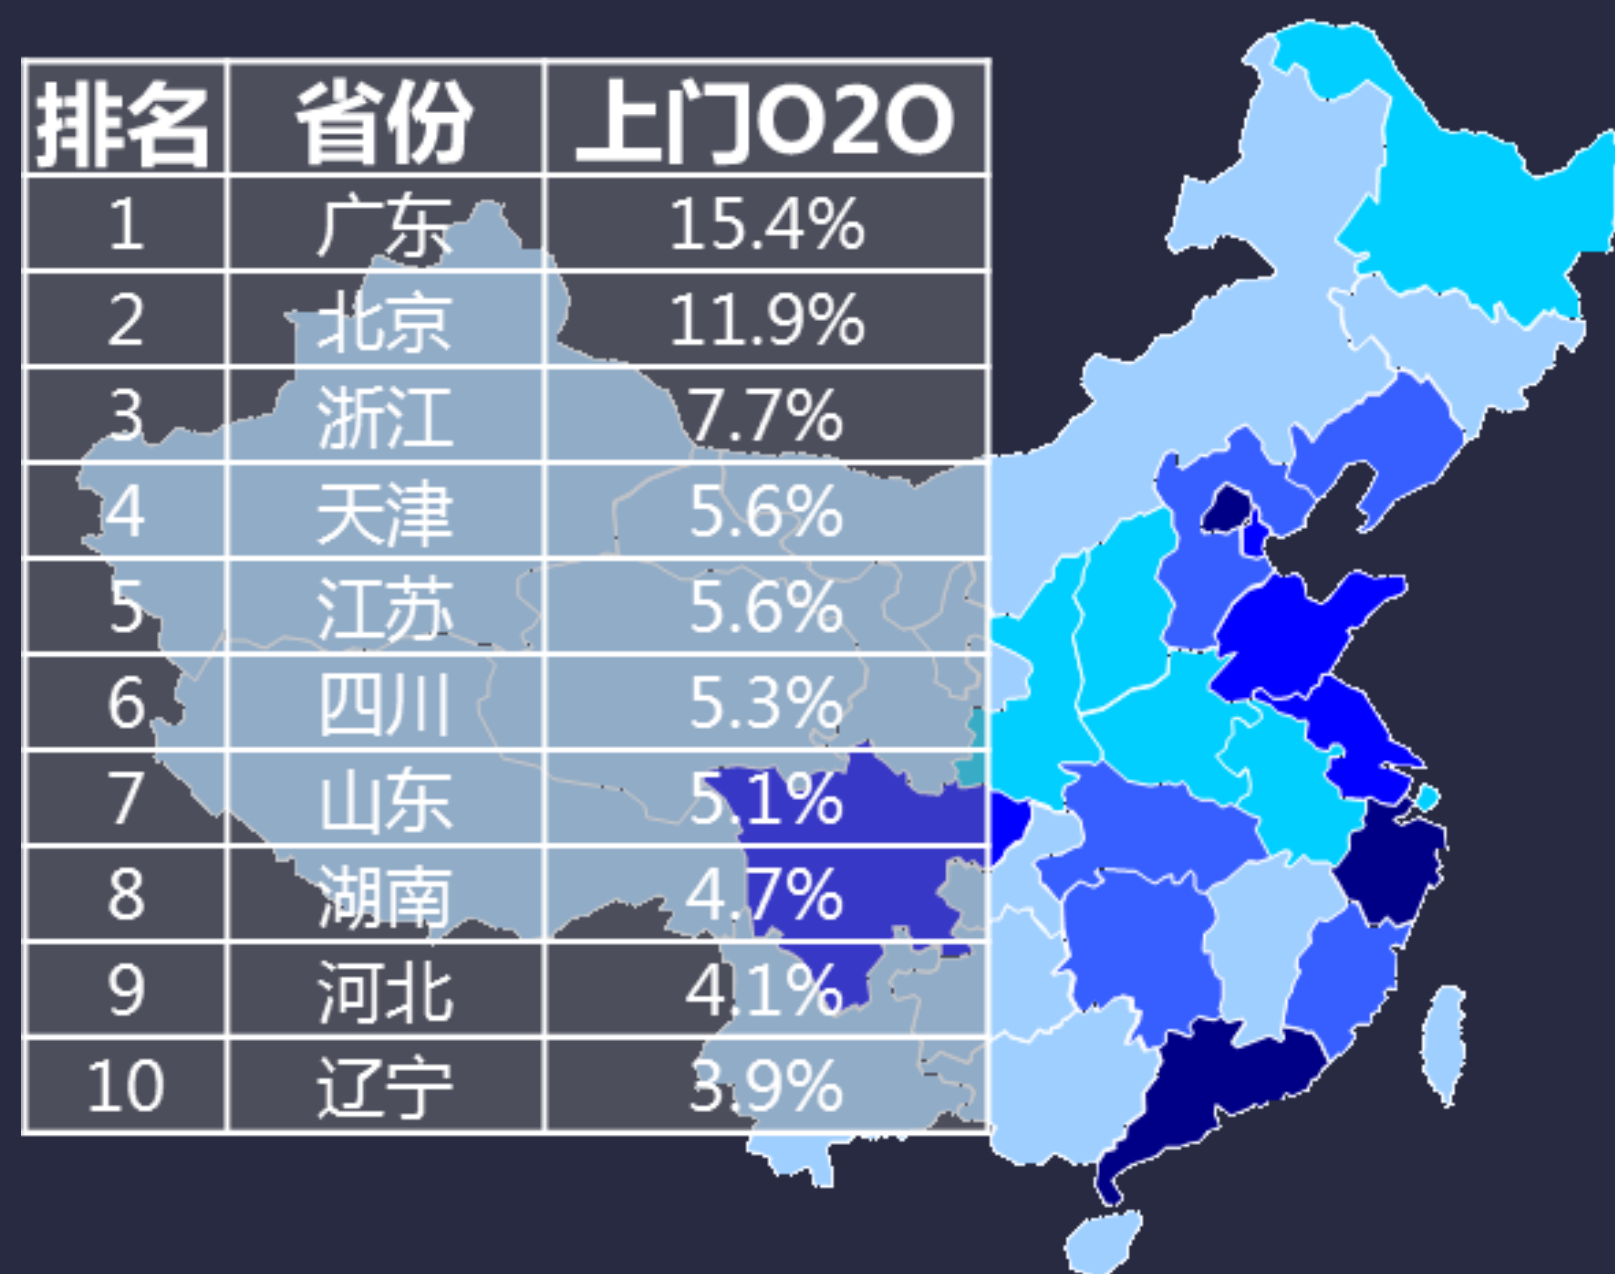 排名 省份 上门O2O
1 广东 15.4%
2 北京 11.9%
3 浙江 7.7%
4 天津 5.6%
5 江苏 5.6%
6 四川 5.3%
7 山东 5.1%
8 湖南 4.7%
9 河北 4.1%
10 辽宁 3.9%